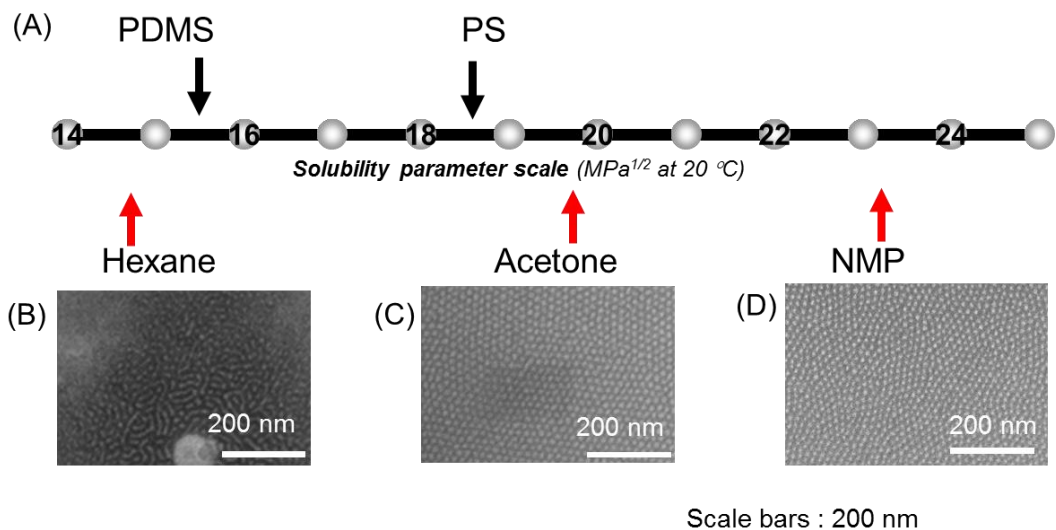 (A)
PDMS PS
14 16 18 20 22 24
Solubility parameter scale (MPa1/2 at 20 °C)
Hexane Acetone NMP
(B) (C) (D)
200 nm 200 nm 200 nm
Scale bars : 200 nm